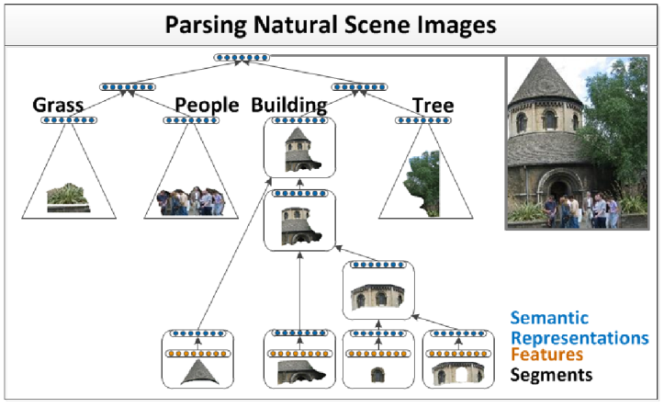 Parsing Natural Scene Images
Grass People Building Tree
Semantic
Representations
Features
Segments